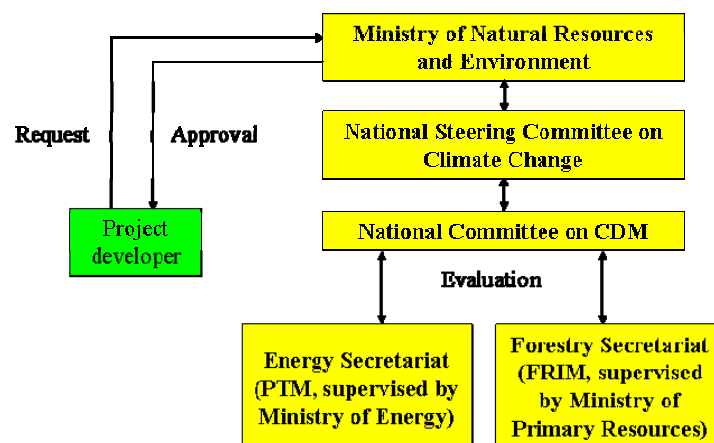 Ministry of Natural Resources
and Environment
Request
Approval
National Steering Committee on
Climate Change
Project
developer
National Committee on CDM
Evaluation
Energy Secretariat
(PTM, supervised by
Ministry of Energy)
Forestry Secretariat
(FRIM, supervised
by Ministry of
Primary Resources)